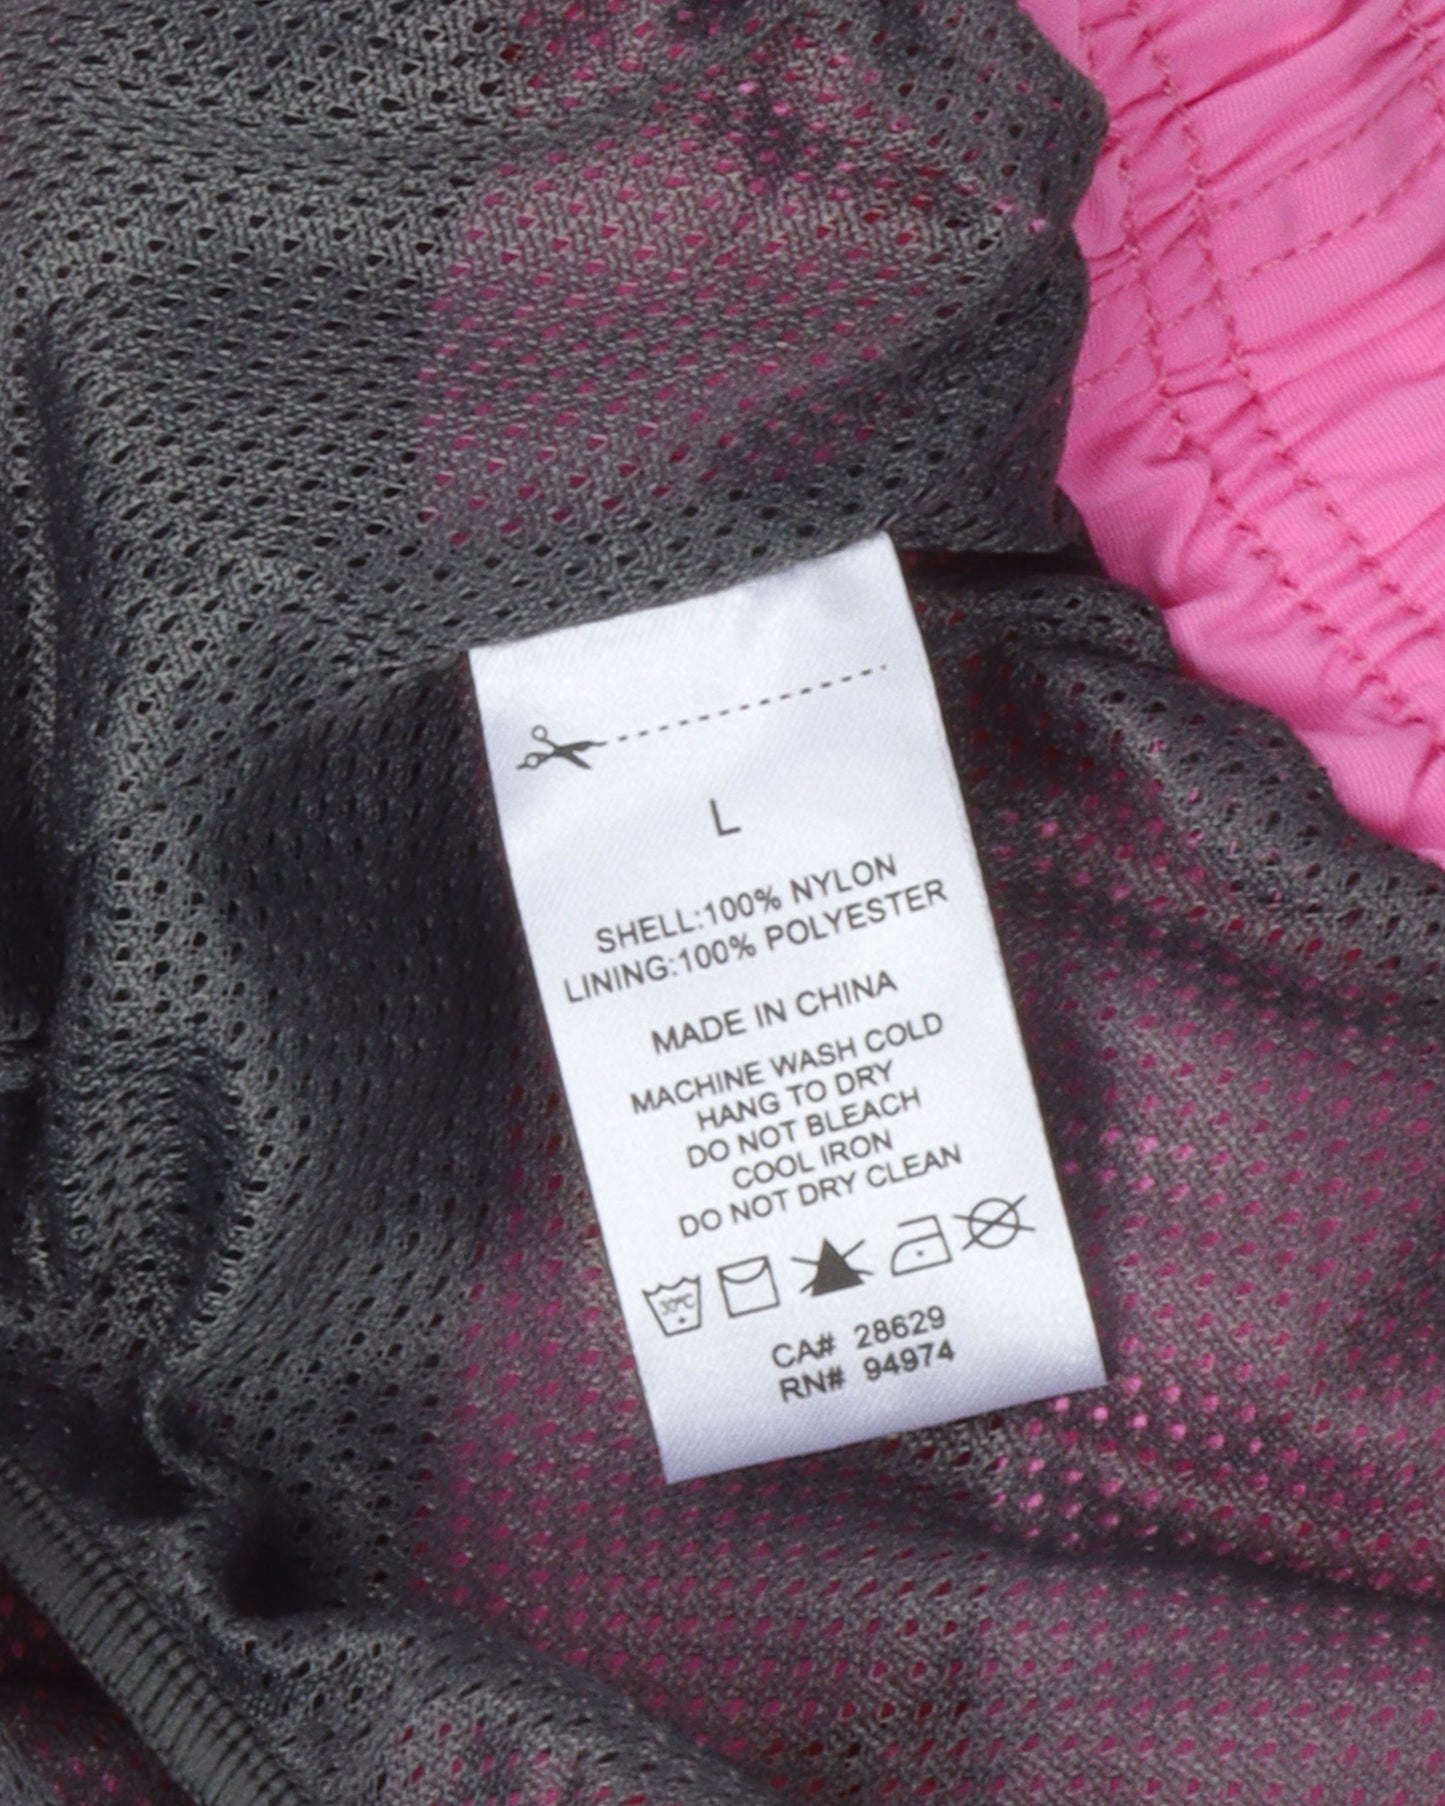 L
SHELL:100% NYLON
LINING:100% POLYESTER
MADE IN CHINA
MACHINE WASH COLD
HANG TO DRY
DO NOT BLEACH
COOL IRON
DO NOT DRY CLEAN
30°C
CA# 28629
RN# 94974